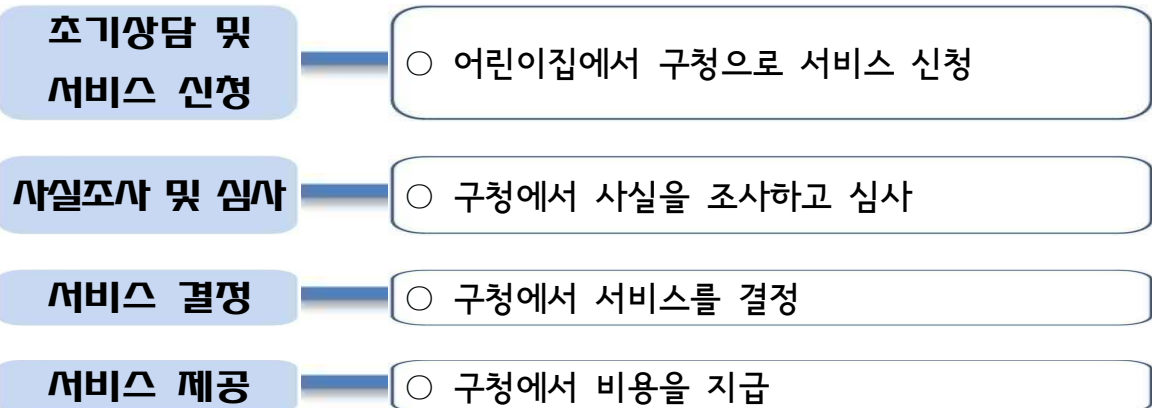 초기상담 및
서비스 신청
○ 어린이집에서 구청으로 서비스 신청
사실조사 및 심사
○ 구청에서 사실을 조사하고 심사
서비스 결정
○ 구청에서 서비스를 결정
서비스 제공
○ 구청에서 비용을 지급